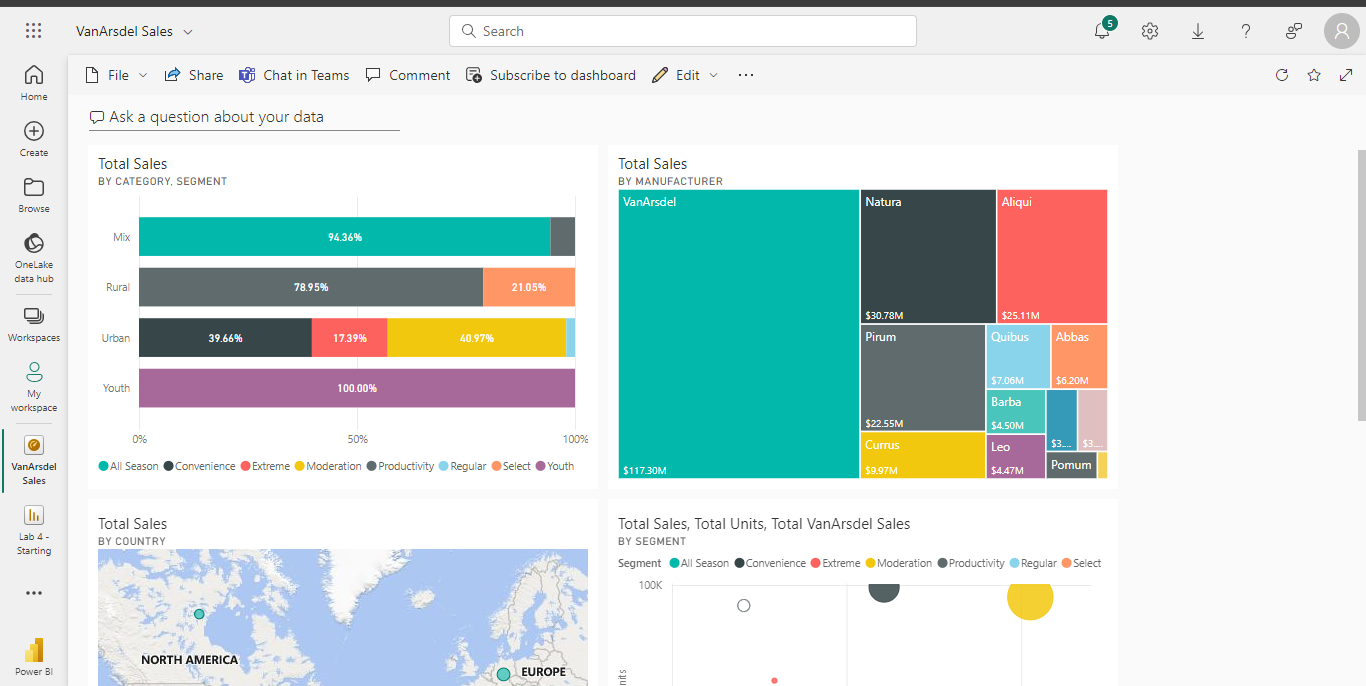 VanArsdel Sales
Search
5
File
Share
Chat in Teams
Comment
Subscribe to dashboard
Edit
Home
Create
Browse
OneLake
data hub
Workspaces
My
workspace
VanArsdel
Sales
Lab 4 -
Starting
Power BI
Ask a question about your data
Total Sales
BY CATEGORY, SEGMENT
Mix
94.36%
Rural
78.95% 21.05%
Urban
39.66% 17.39% 40.97%
Youth
100.00%
0% 50% 100%
All Season Convenience Extreme Moderation Productivity Regular Select Youth
Total Sales
BY MANUFACTURER
VanArsdel
$117.30M
Natura
$30.78M
Aliqui
$25.11M
Pirum
$22.55M
Quibus
$7.06M
Abbas
$6.20M
Barba
$4.50M
Currus
$9.97M
Leo
$4.47M
$3....
$3....
Pomum
Total Sales
BY COUNTRY
NORTH AMERICA
EUROPE
Total Sales, Total Units, Total VanArsdel Sales
BY SEGMENT
Segment All Season Convenience Extreme Moderation Productivity Regular Select
100K